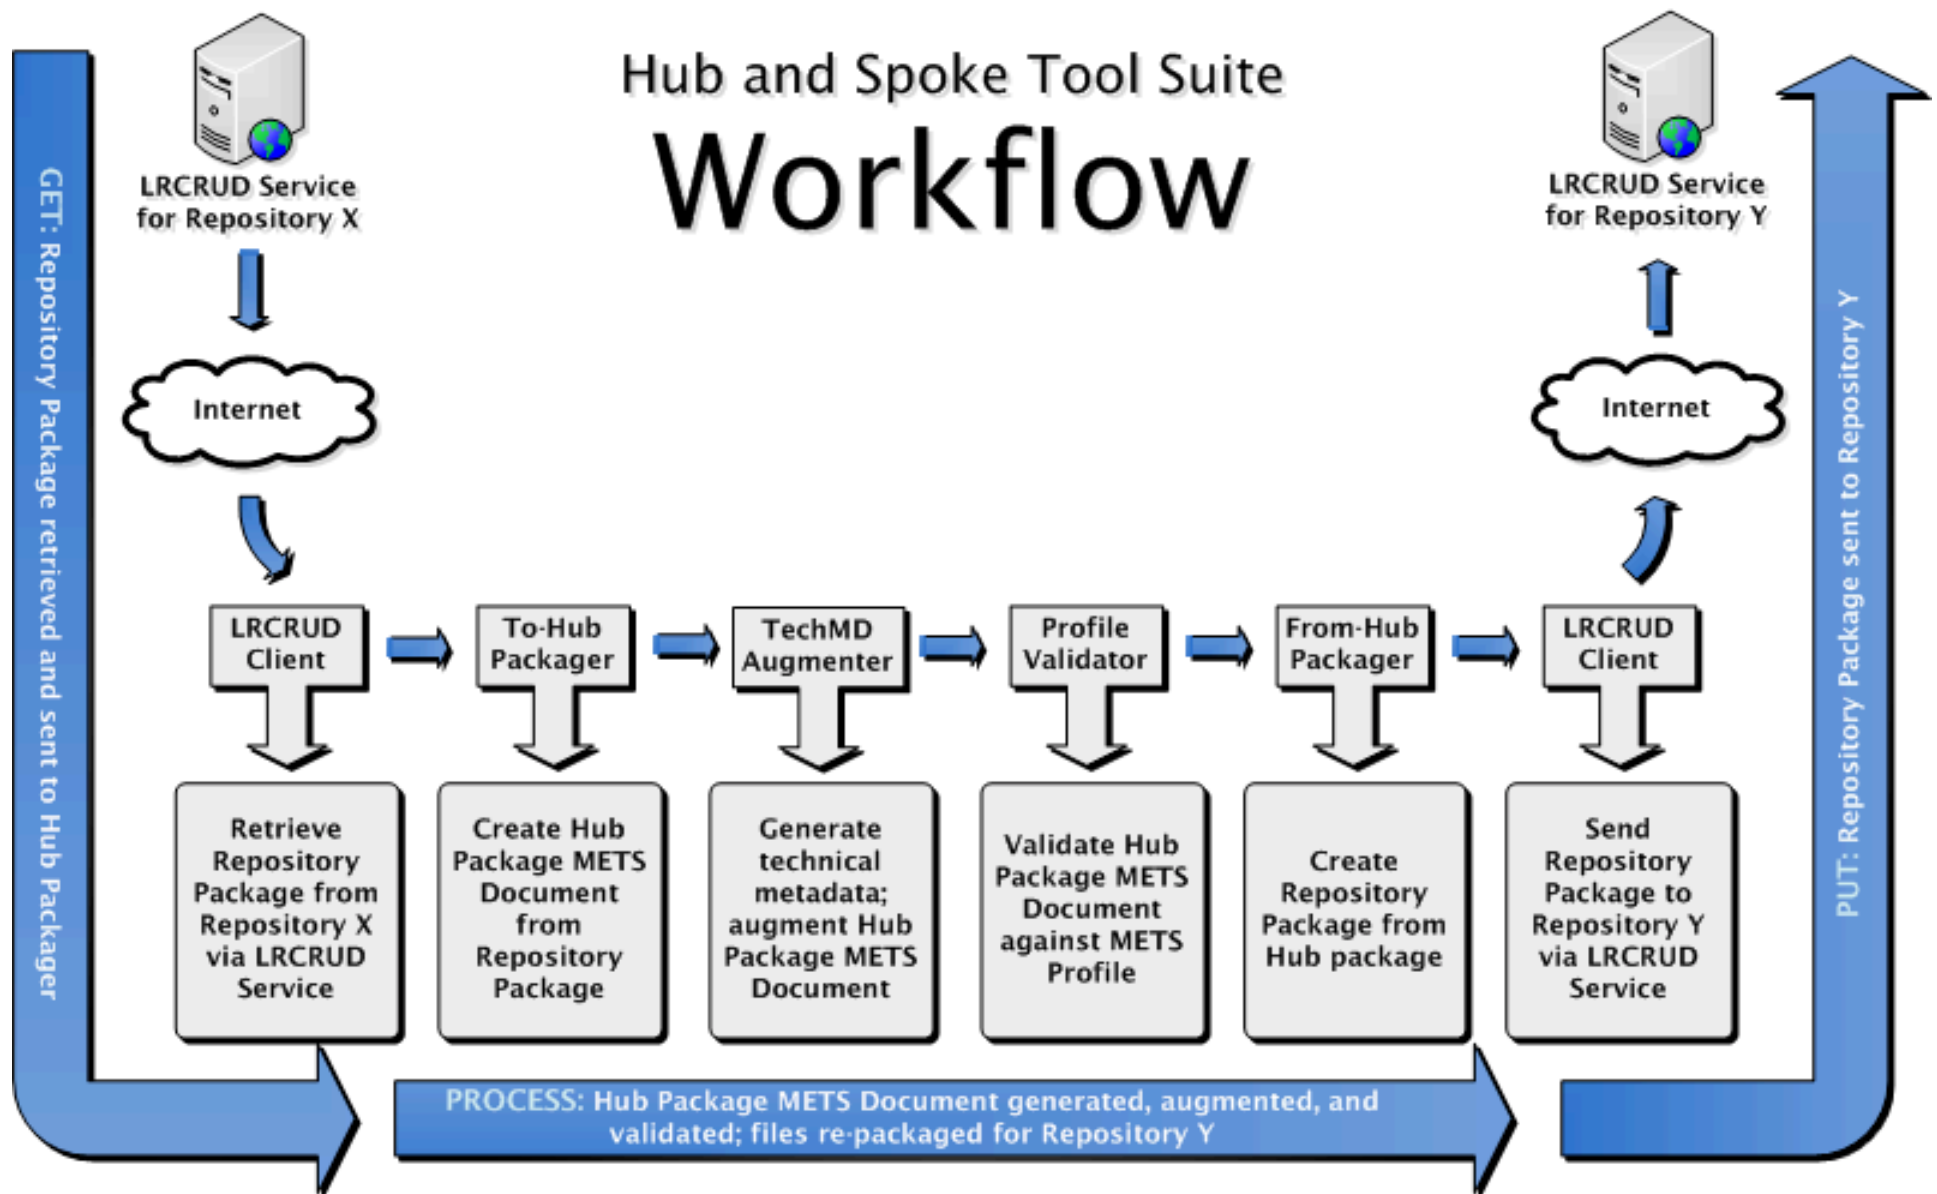 Hub and Spoke Tool Suite
Workflow
LRCRUD Service
for Repository X
Internet
LRCRUD Service
for Repository Y
Internet
GET: Repository Package retrieved and sent to Hub Packager
LRCRUD
Client
To-Hub
Packager
TechMD
Augmenter
Profile
Validator
From-Hub
Packager
LRCRUD
Client
Retrieve
Repository
Package from
Repository X
via LRCRUD
Service
Create Hub
Package METS
Document
from
Repository
Package
Generate
technical
metadata;
augment Hub
Package METS
Document
Validate Hub
Package METS
Document
against METS
Profile
Create
Repository
Package from
Hub package
Send
Repository
Package to
Repository Y
via LRCRUD
Service
PROCESS: Hub Package METS Document generated, augmented, and
validated; files re-packaged for Repository Y
PUT: Repository Package sent to Repository Y